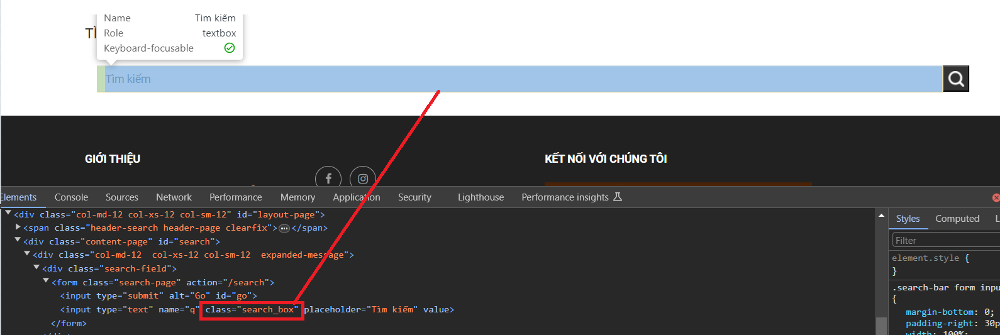 Name Tìm kiếm
TÌ
Role textbox
Keyboard-focusable
Tìm kiếm
GIỚI THIỆU
KẾT NỐI VỚI CHÚNG TÔI
Elements Console Sources Network Performance Memory Application Security Lighthouse Performance insights
<div class="col-md-12 col-xs-12 col-sm-12" id="layout-page">
<span class="header-search header-page clearfix">…</span>
<div class="content-page" id="search">
<div class="col-md-12  col-xs-12 col-sm-12  expanded-message">
<div class="search-field">
<form class="search-page" action="/search">
<input type="submit" alt="Go" id="go">
<input type="text" name="q" class="search_box" placeholder="Tìm kiếm" value>
</form>
Styles Computed L
Filter
element.style {
}
.search-bar form inpu
{
margin-bottom: 0;
padding-right: 30p
width: 100%;